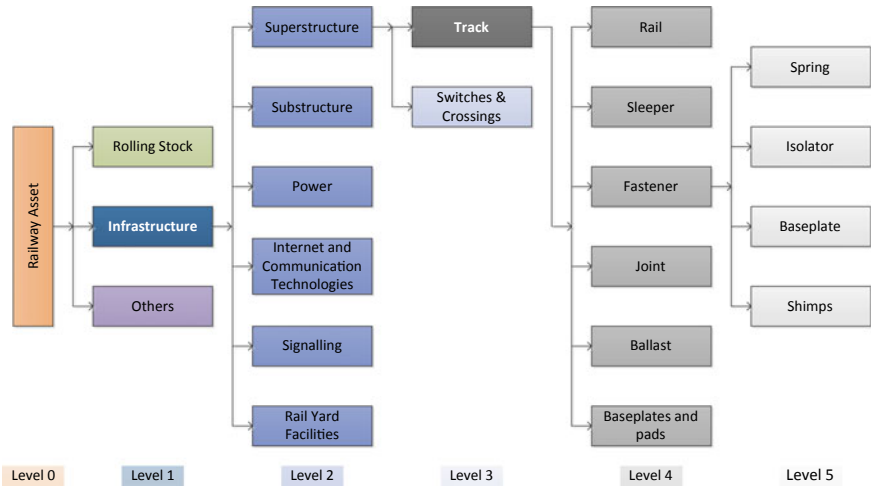 Railway Asset
Rolling Stock
Infrastructure
Others
Superstructure
Substructure
Power
Internet and
Communication
Technologies
Signalling
Rail Yard
Facilities
Track
Switches &
Crossings
Rail
Sleeper
Fastener
Joint
Ballast
Baseplates and
pads
Spring
Isolator
Baseplate
Shimps
Level 0
Level 1
Level 2
Level 3
Level 4
Level 5